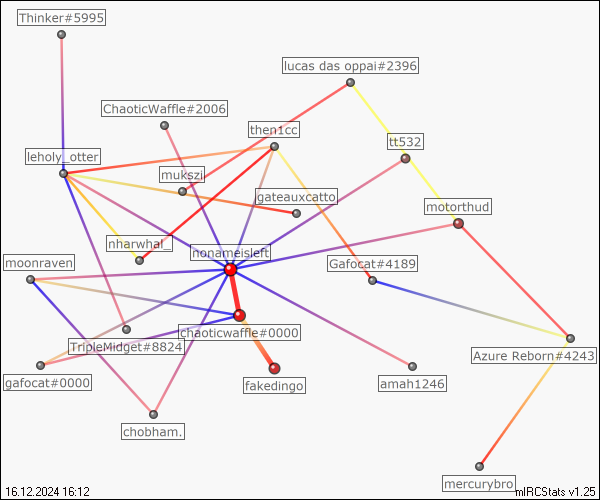 Thinker#5995
lucas das oppai#2396
ChaoticWaffle#2006
then1cc
tt532
leholy_otter
mukszi
gateauxcatto
motorthud
nharwhal_
nonameisleft
moonraven
Gafocat#4189
chaoticwaffle#0000
TripleMidget#8824
Azure Reborn#4243
gafocat#0000
fakedingo
amah1246
chobham.
mercurybro
16.12.2024 16:12
mIRCStats v1.25